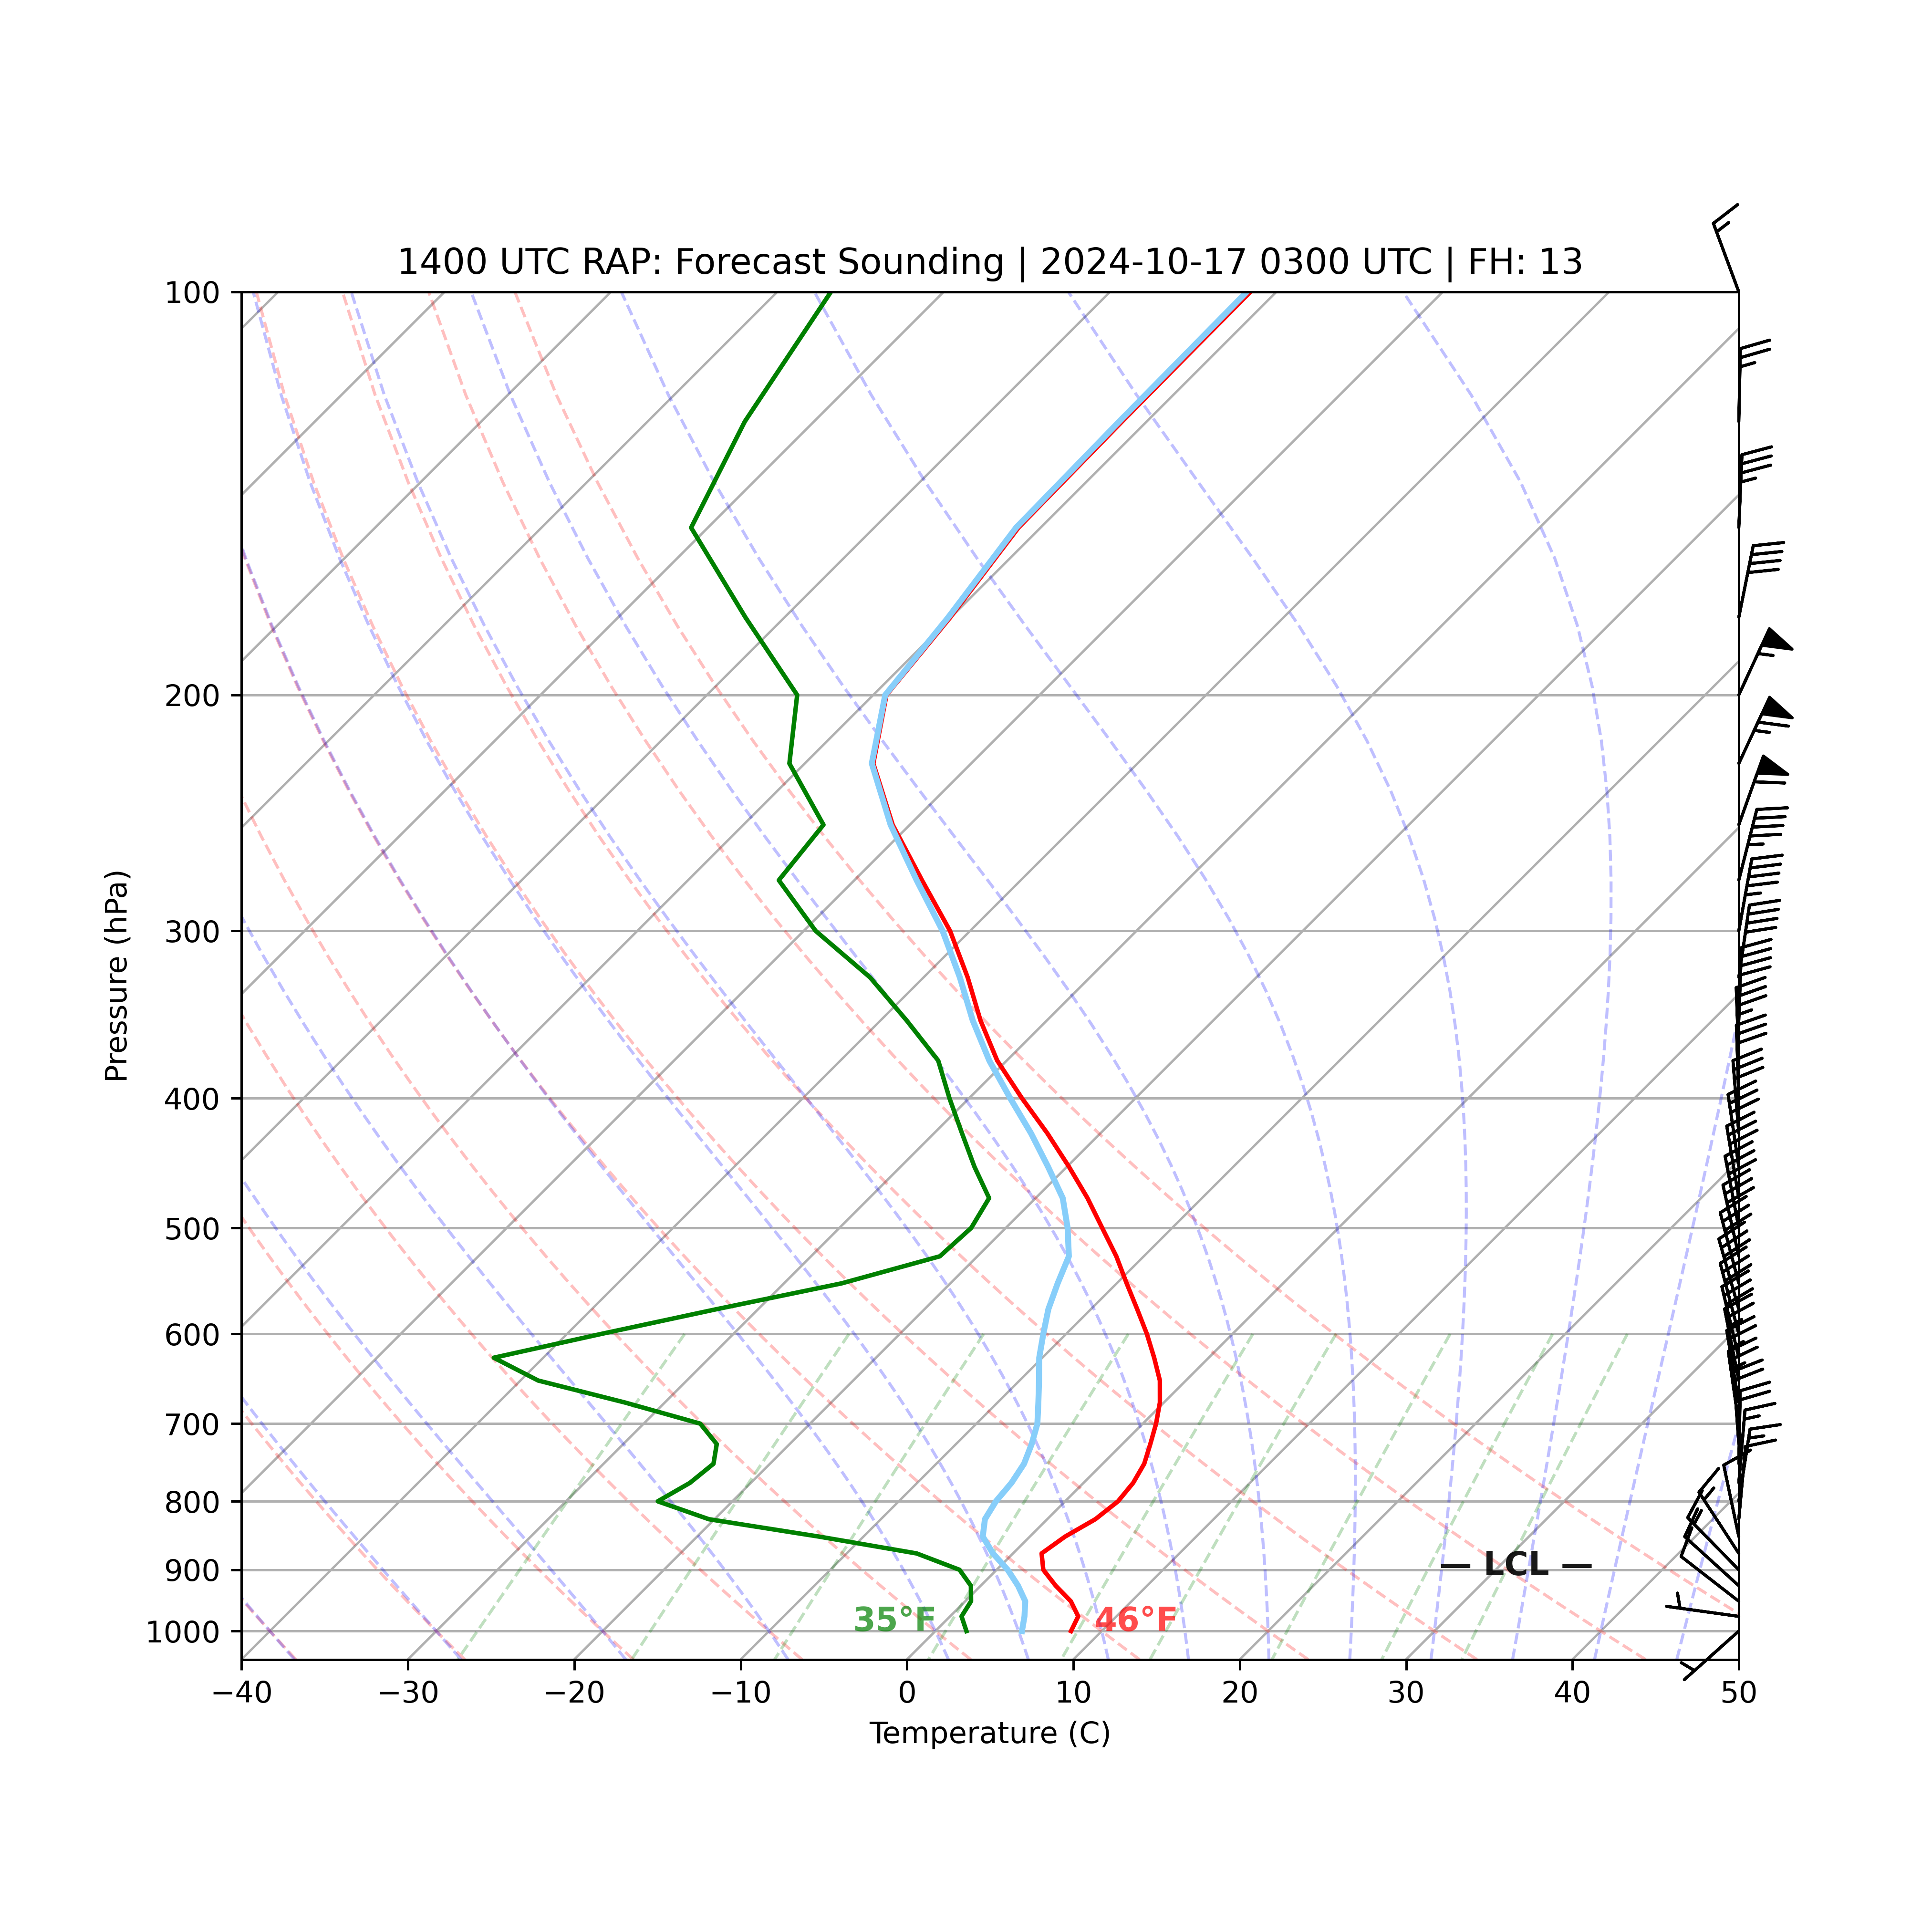 1400 UTC RAP: Forecast Sounding | 2024-10-17 0300 UTC | FH: 13
100
200
300
400
500
600
700
800
900
1000
Pressure (hPa)
— LCL —
35°F
46°F
−40 −30 −20 −10 0 10 20 30 40 50
Temperature (C)